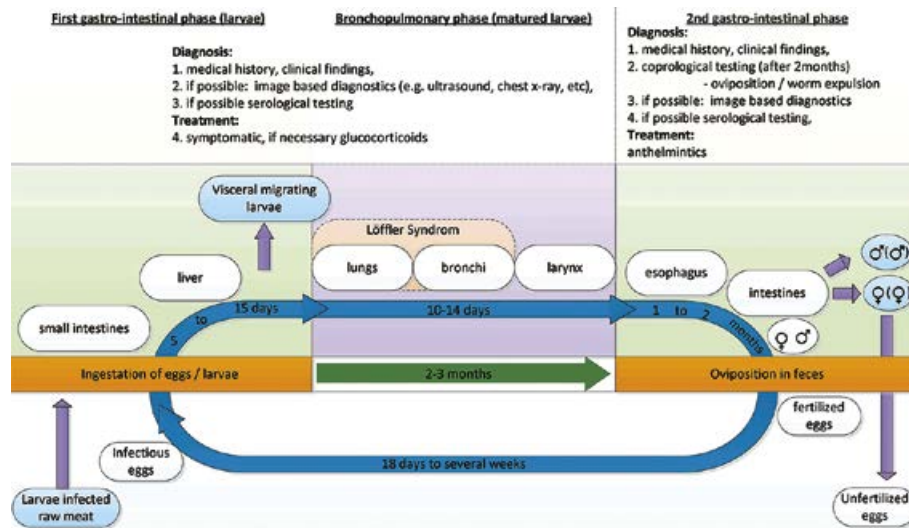 First gastro-intestinal phase (larvae)
Bronchopulmonary phase (matured larvae)
2nd gastro-intestinal phase
Diagnosis:
1. medical history, clinical findings,
2. if possible: image based diagnostics (e.g. ultrasound, chest x-ray, etc),
3. if possible serological testing
Treatment:
4. symptomatic, if necessary glucocorticoids
Diagnosis:
1. medical history, clinical findings,
2. coprological testing (after 2months)
- oviposition / worm expulsion
3. if possible: image based diagnostics
4. if possible serological testing,
Treatment:
anthelmintics
Visceral migrating
larvae
Löffler Syndrom
lungs
bronchi
larynx
liver
esophagus
intestines
♂(♂)
♀(♀)
small intestines
5 to 15 days
10-14 days
1 to 2 months
♀ ♂
Ingestation of eggs / larvae
2-3 months
Oviposition in feces
Infectious
eggs
fertilized
eggs
18 days to several weeks
Larvae infected
raw meat
Unfertilized
eggs